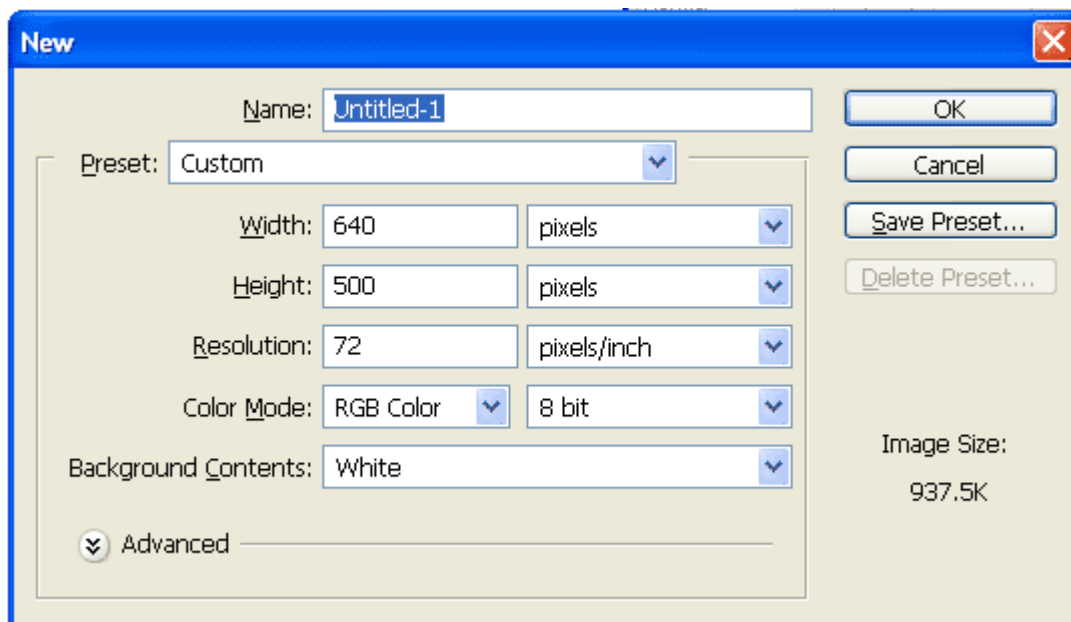 New
Name: Untitled-1
OK
Preset: Custom
Cancel
Width: 640 pixels
Save Preset...
Height: 500 pixels
Delete Preset...
Resolution: 72 pixels/inch
Color Mode: RGB Color 8 bit
Image Size:
Background Contents: White
937.5K
Advanced